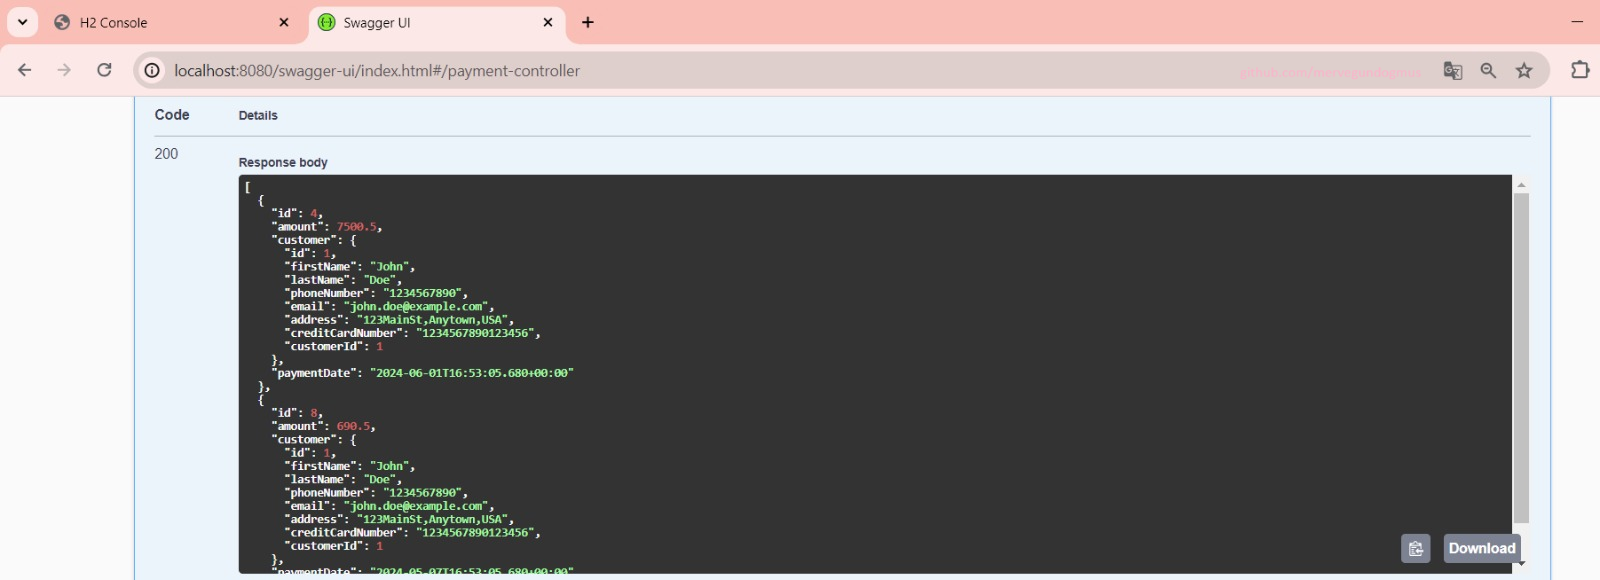 H2 Console
Swagger UI
localhost:8080/swagger-ui/index.html#/payment-controller
Code Details
200
Response body
[
{
"id": 4,
"amount": 7500.5,
"customer": {
"id": 1,
"firstName": "John",
"lastName": "Doe",
"phoneNumber": "1234567890",
"email": "john.doe@example.com",
"address": "123MainSt,Anytown,USA",
"creditCardNumber": "1234567890123456",
"customerId": 1
},
"paymentDate": "2024-06-01T16:53:05.680+00:00"
},
{
"id": 8,
"amount": 690.5,
"customer": {
"id": 1,
"firstName": "John",
"lastName": "Doe",
"phoneNumber": "1234567890",
"email": "john.doe@example.com",
"address": "123MainSt,Anytown,USA",
"creditCardNumber": "1234567890123456",
"customerId": 1
},
"paymentDate": "2024-05-07T16:53:05.680+00:00"
Download